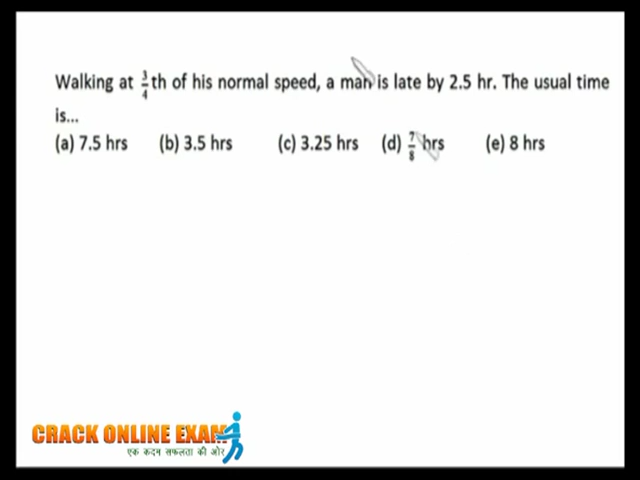 Walking at 3/4 th of his normal speed, a man is late by 2.5 hr. The usual time
is...
(a) 7.5 hrs (b) 3.5 hrs (c) 3.25 hrs (d) 7/8 hrs (e) 8 hrs
CRACK ONLINE EXAM
एक कदम सफलता की ओर